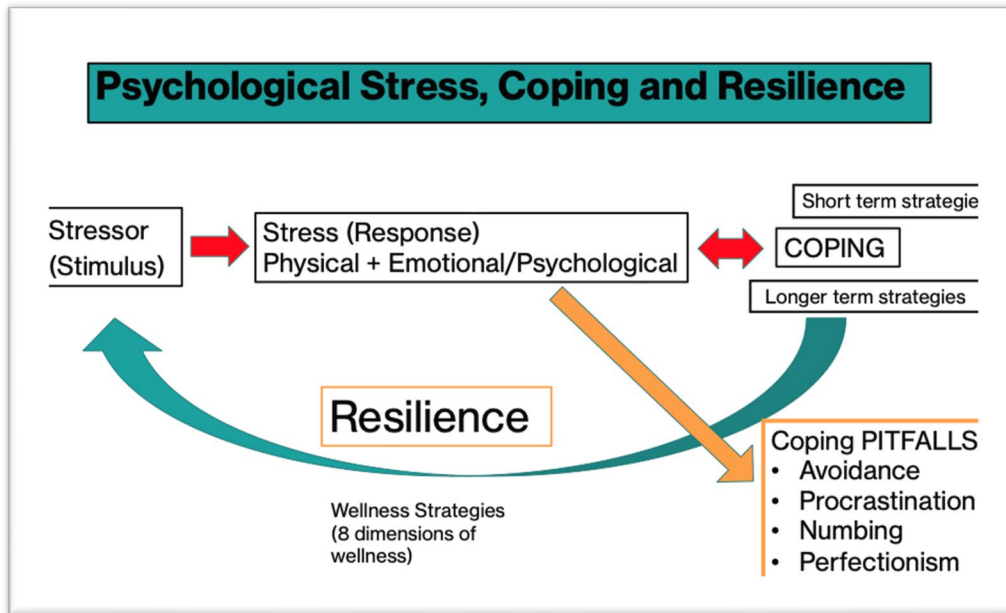 Psychological Stress, Coping and Resilience
Short term strategie
Stressor
(Stimulus)
Stress (Response)
Physical + Emotional/Psychological
COPING
Longer term strategies
Resilience
Coping PITFALLS
• Avoidance
• Procrastination
• Numbing
• Perfectionism
Wellness Strategies
(8 dimensions of
wellness)